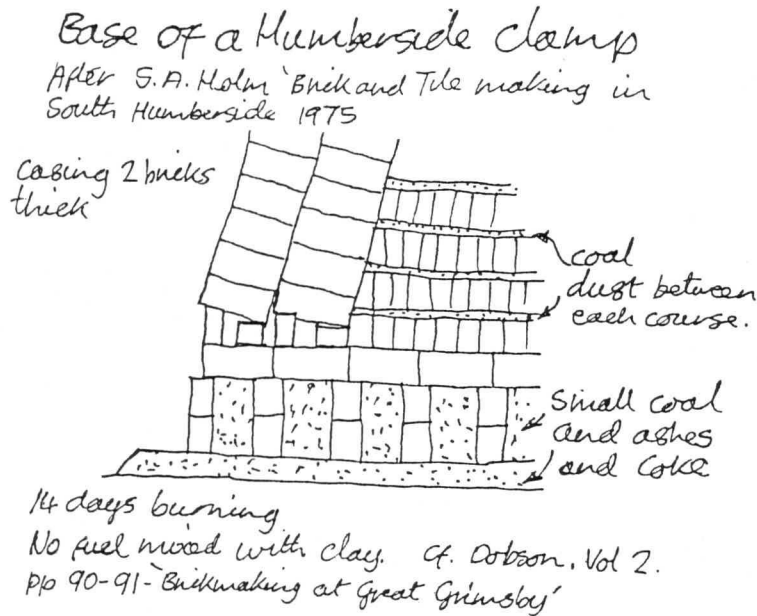 Base of a Humberside clamp
After S.A. Holm 'Brick and Tile making in
South Humberside 1975
Casing 2 bricks
thick
coal
dust between
each course.
Small coal
and ashes
and Coke
14 days burning
No fuel mixed with clay. cf. Dobson. Vol 2.
pp 90-91 - 'Brickmaking at Great Grimsby'